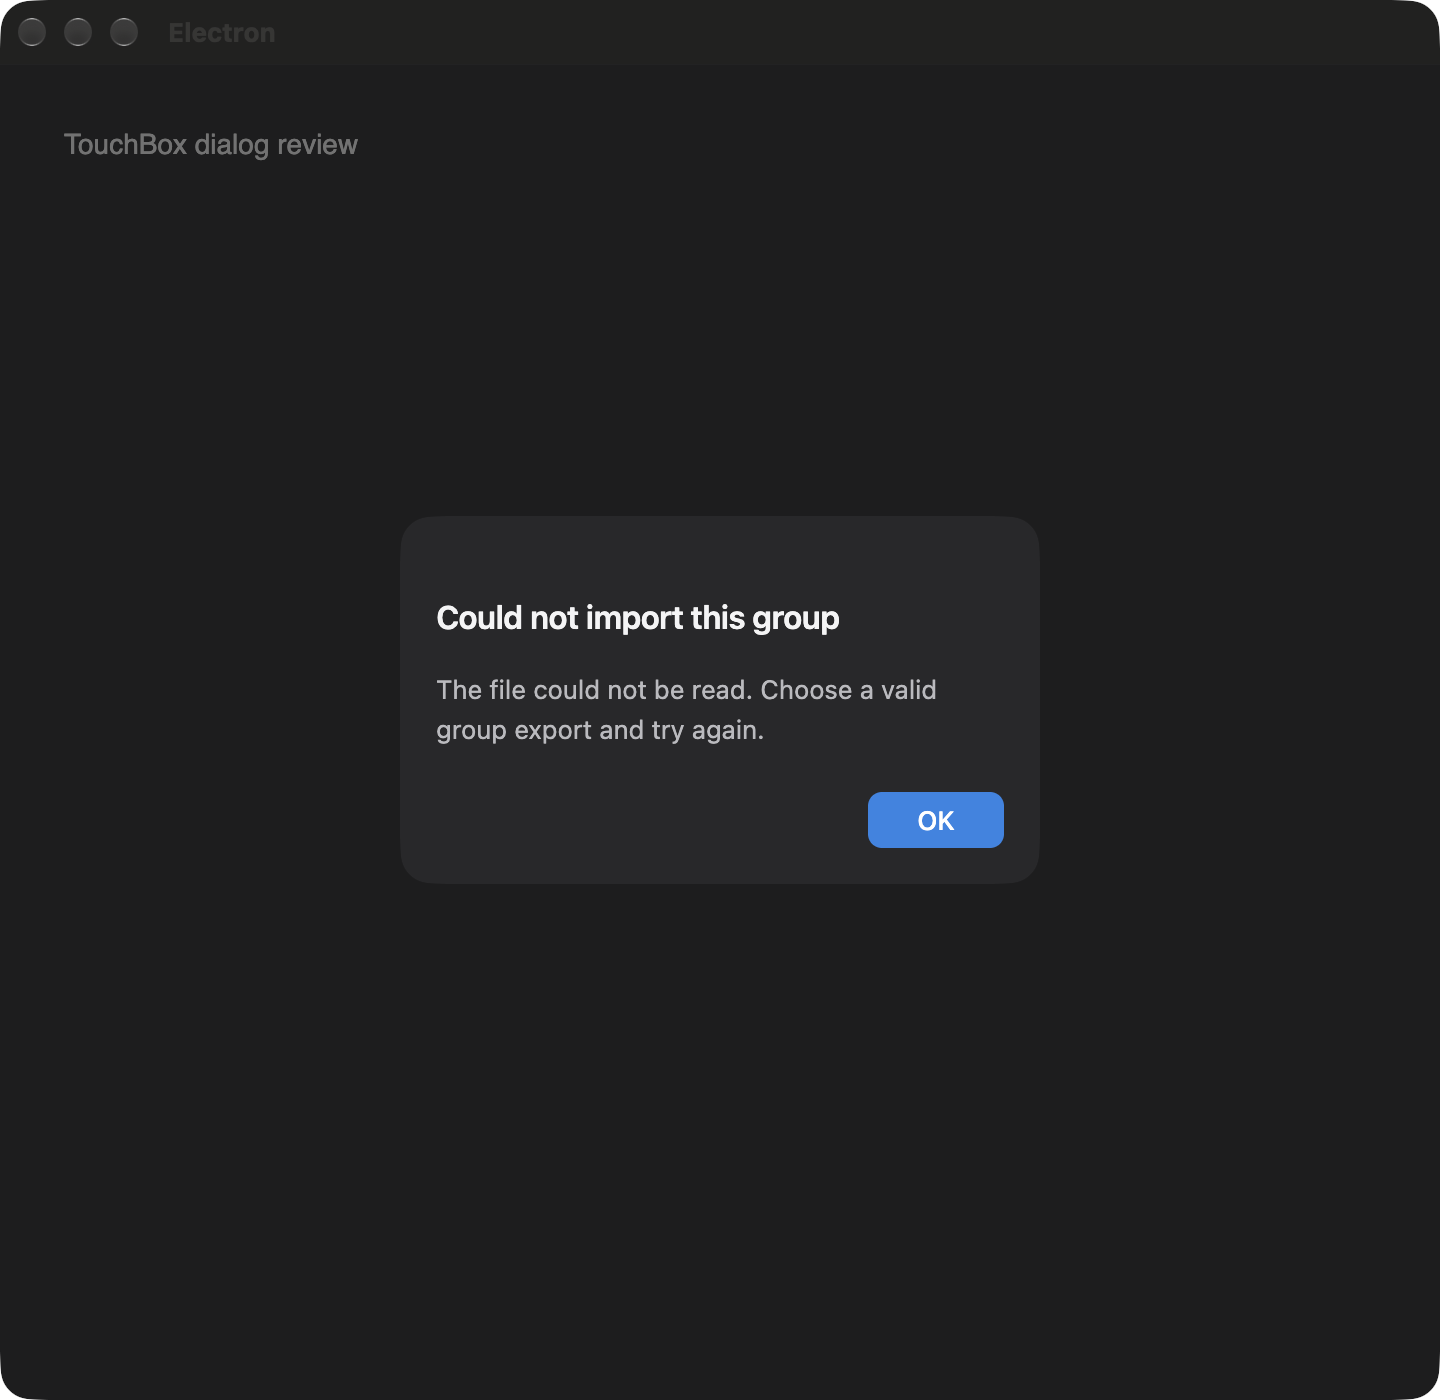 Electron
TouchBox dialog review
Could not import this group
The file could not be read. Choose a valid
group export and try again.
OK